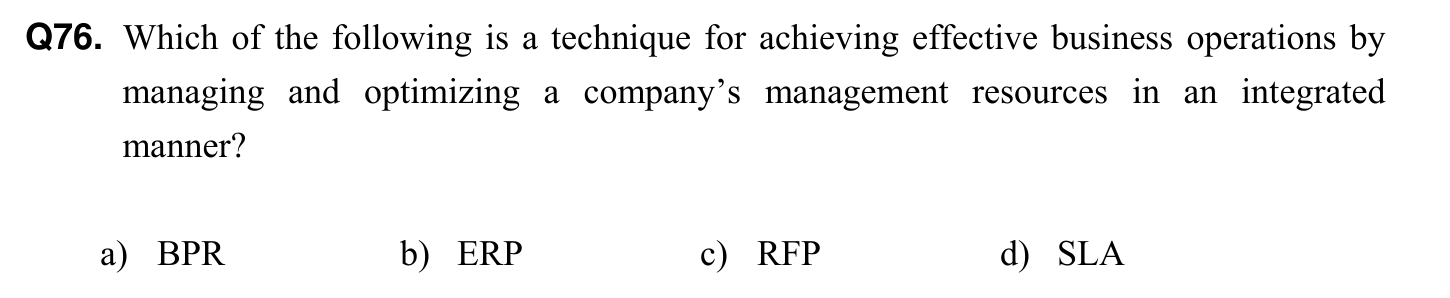 Q76. Which of the following is a technique for achieving effective business operations by
managing and optimizing a company’s management resources in an integrated
manner?
a) BPR b) ERP c) RFP d) SLA